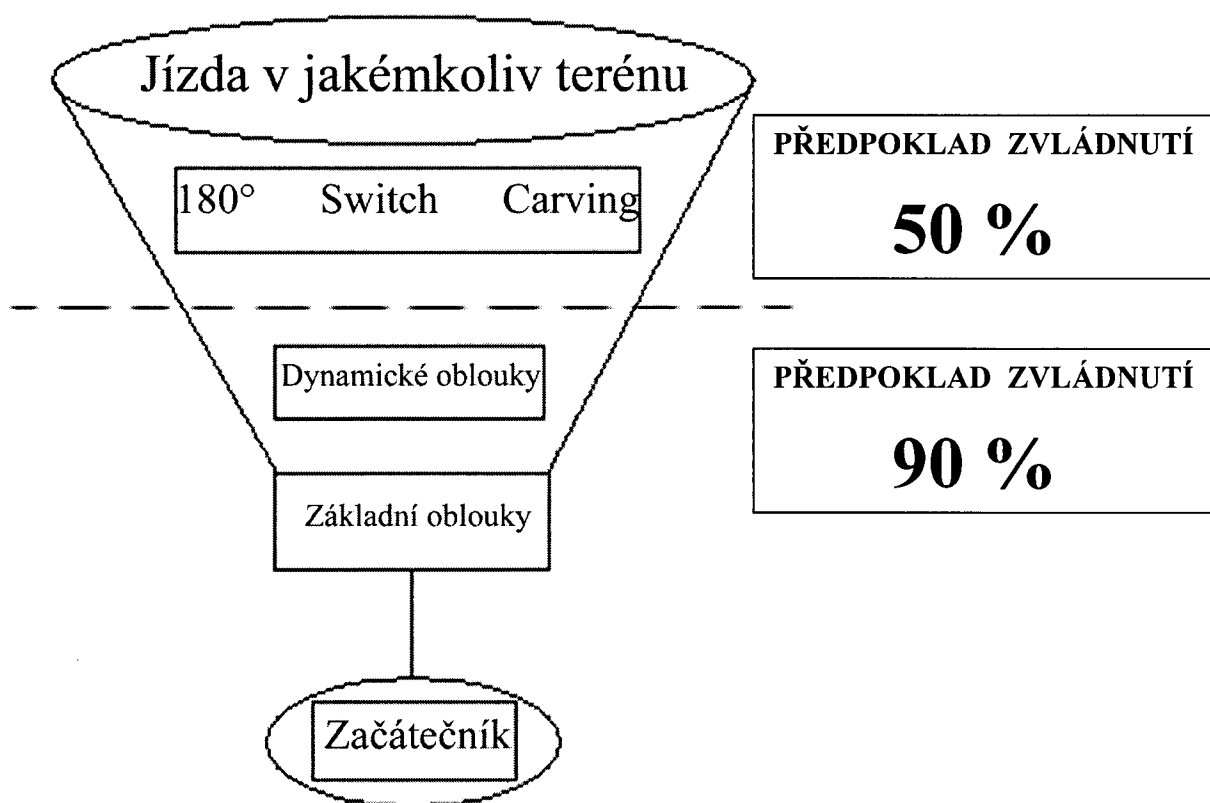 Jízda v jakémkoliv terénu
PŘEDPOKLAD ZVLÁDNUTÍ
50 %
180° Switch Carving
Dynamické oblouky
PŘEDPOKLAD ZVLÁDNUTÍ
90 %
Základní oblouky
Začátečník